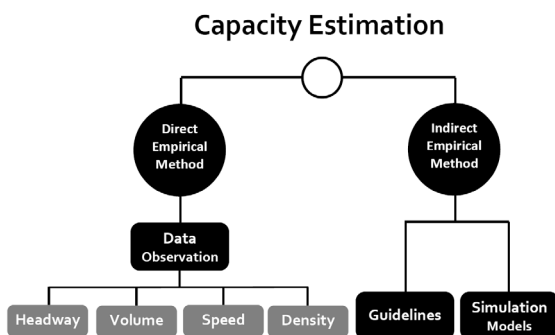 Capacity Estimation
Direct
Empirical
Method
Indirect
Empirical
Method
Data
Observation
Headway
Volume
Speed
Density
Guidelines
Simulation
Models